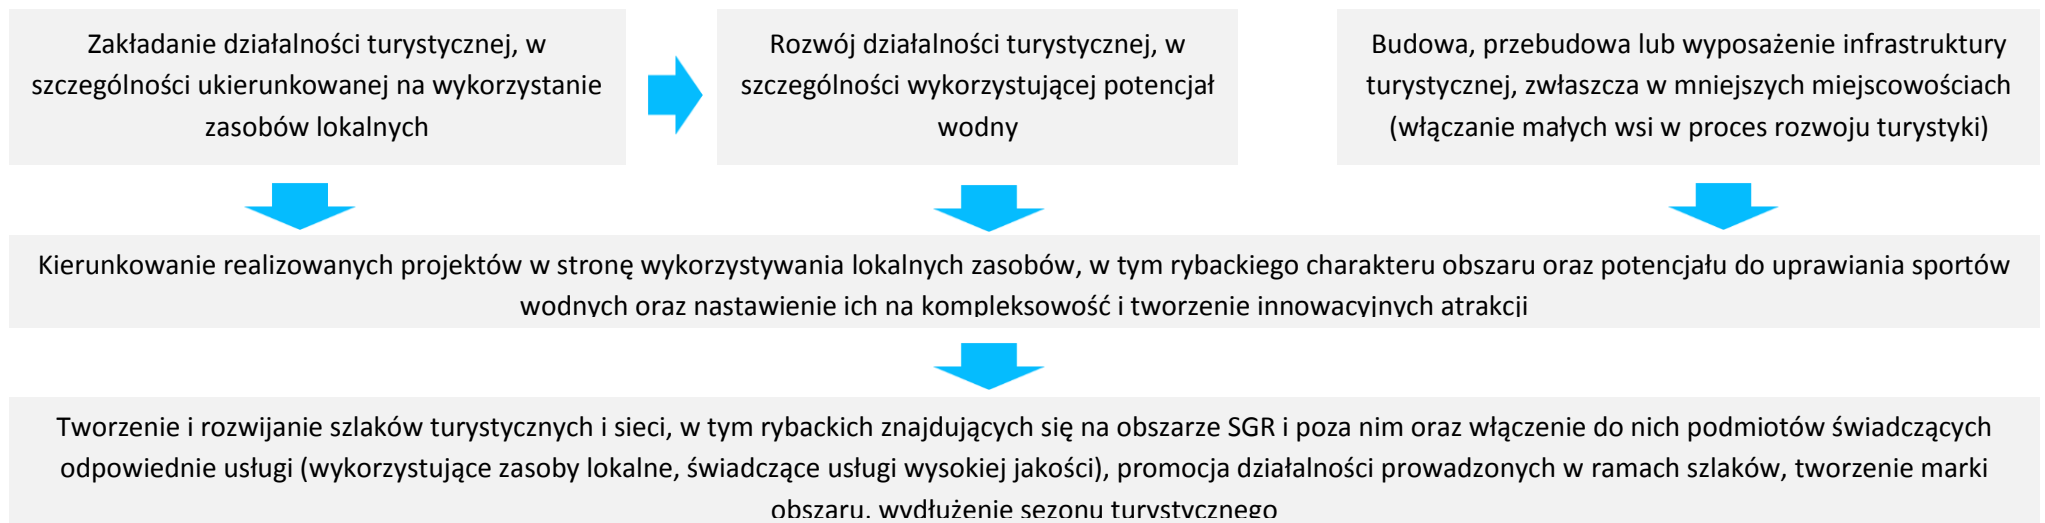 Zakładanie działalności turystycznej, w
szczególności ukierunkowanej na wykorzystanie
zasobów lokalnych
Rozwój działalności turystycznej, w
szczególności wykorzystującej potencjał
wodny
Budowa, przebudowa lub wyposażenie infrastruktury
turystycznej, zwłaszcza w mniejszych miejscowościach
(włączanie małych wsi w proces rozwoju turystyki)
Kierunkowanie realizowanych projektów w stronę wykorzystywania lokalnych zasobów, w tym rybackiego charakteru obszaru oraz potencjału do uprawiania sportów
wodnych oraz nastawienie ich na kompleksowość i tworzenie innowacyjnych atrakcji
Tworzenie i rozwijanie szlaków turystycznych i sieci, w tym rybackich znajdujących się na obszarze SGR i poza nim oraz włączenie do nich podmiotów świadczących
odpowiednie usługi (wykorzystujące zasoby lokalne, świadczące usługi wysokiej jakości), promocja działalności prowadzonych w ramach szlaków, tworzenie marki
obszaru, wydłużenie sezonu turystycznego